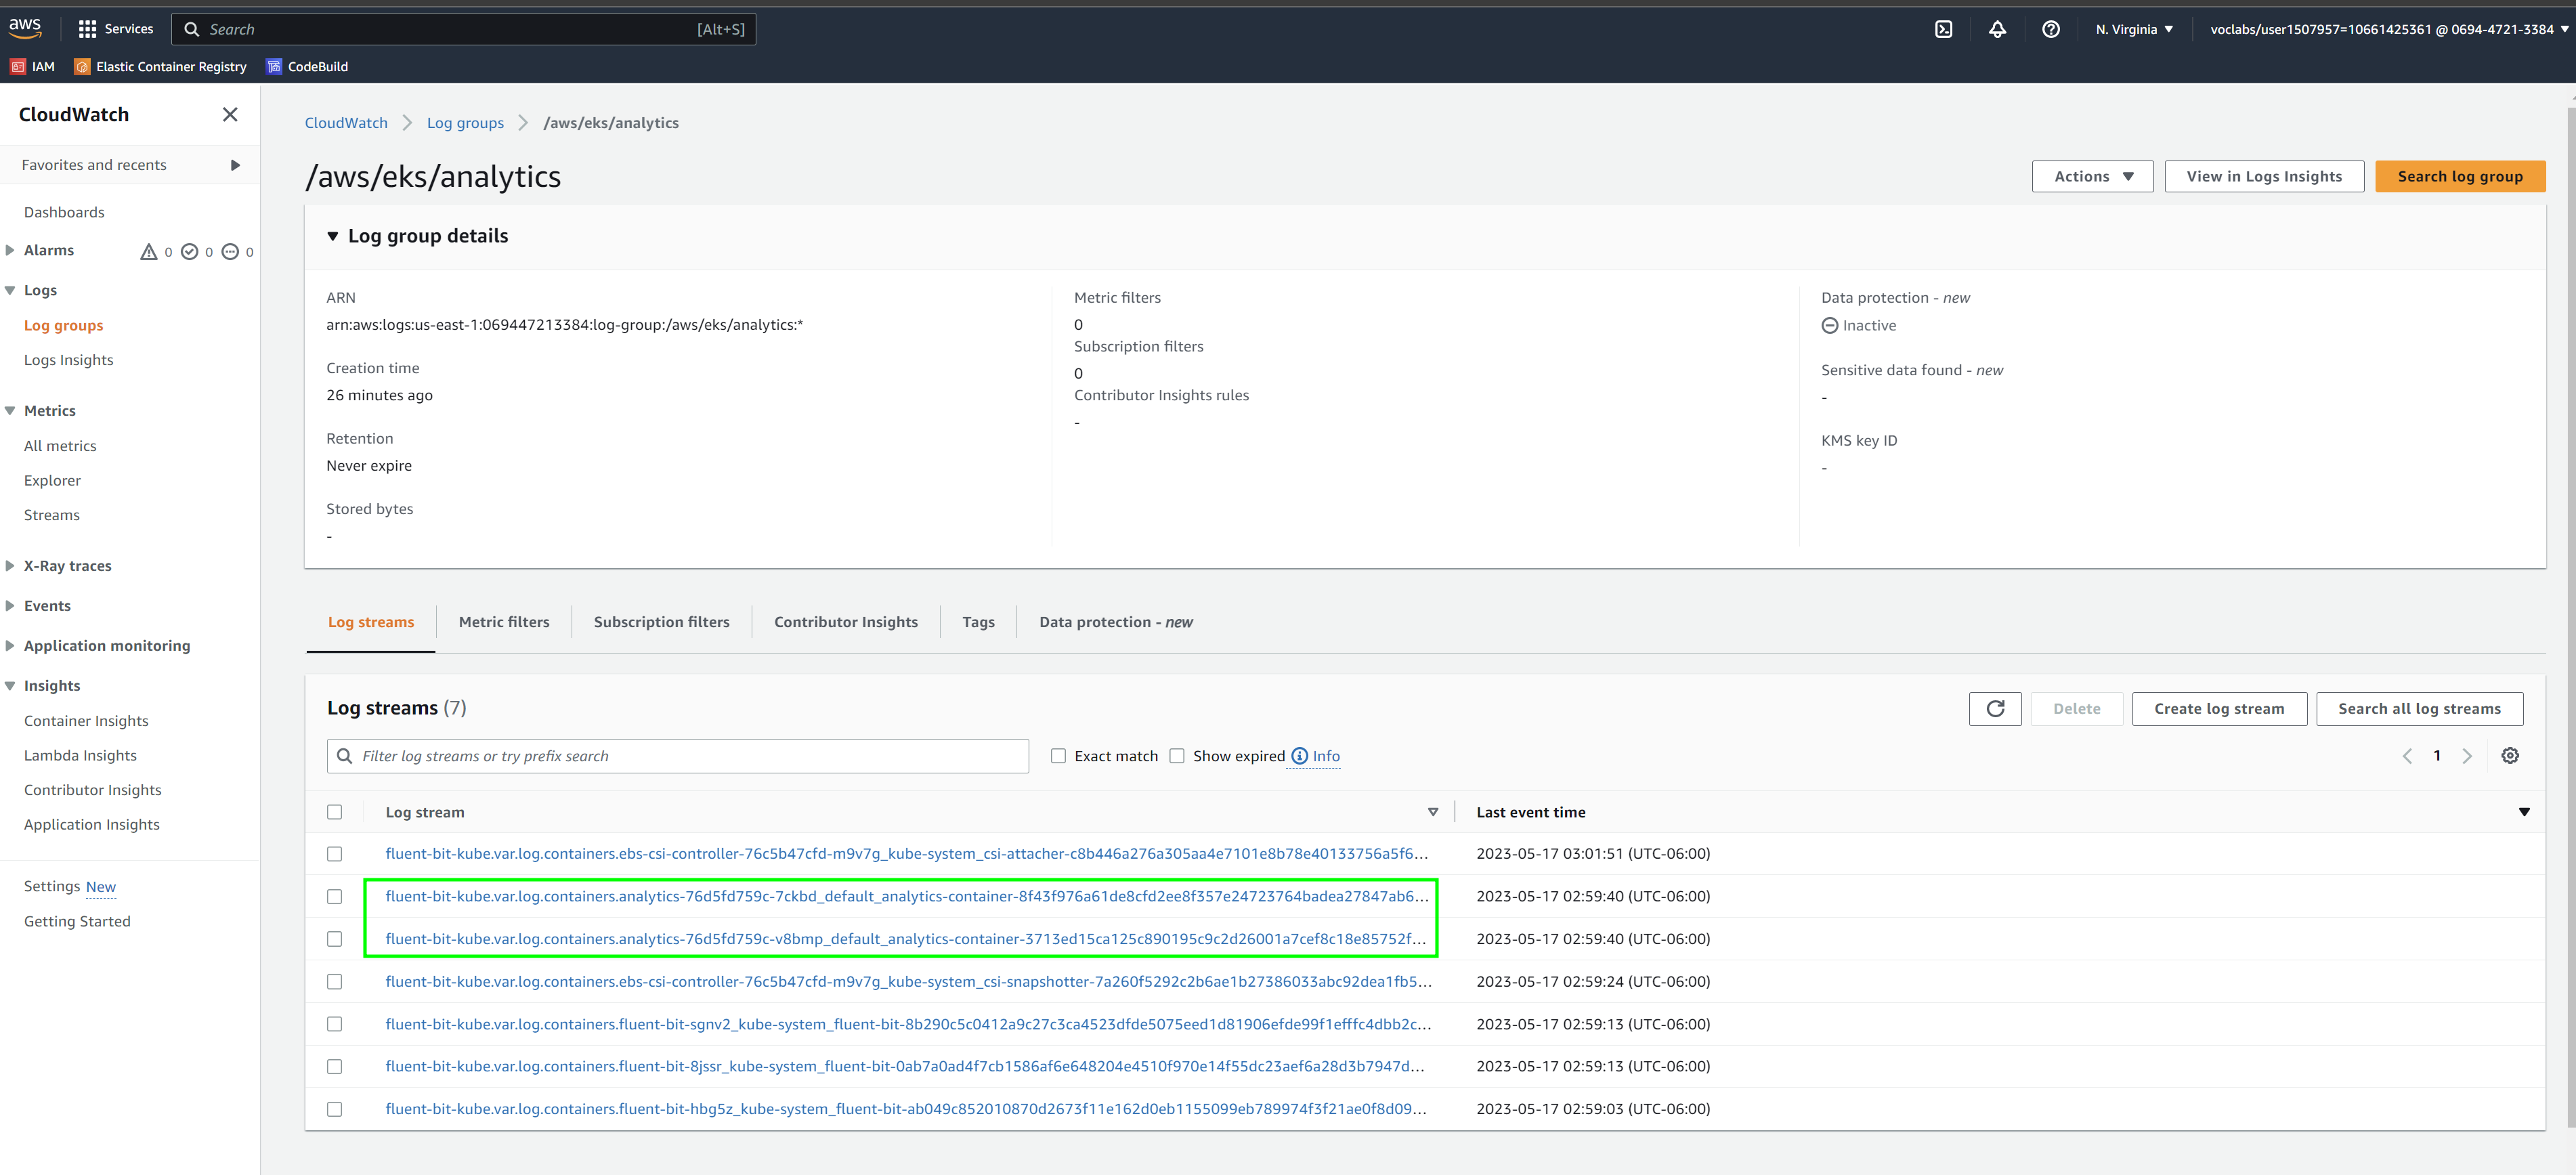 aws
Services
Search
[Alt+S]
N. Virginia
voclabs/user1507957=10661425361 @ 0694-4721-3384
IAM
Elastic Container Registry
CodeBuild
CloudWatch
Favorites and recents
Dashboards
Alarms
0
0
0
Logs
Log groups
Logs Insights
Metrics
All metrics
Explorer
Streams
X-Ray traces
Events
Application monitoring
Insights
Container Insights
Lambda Insights
Contributor Insights
Application Insights
Settings New
Getting Started
CloudWatch
Log groups
/aws/eks/analytics
/aws/eks/analytics
Actions
View in Logs Insights
Search log group
Log group details
ARN
arn:aws:logs:us-east-1:069447213384:log-group:/aws/eks/analytics:*
Creation time
26 minutes ago
Retention
Never expire
Stored bytes
-
Metric filters
0
Subscription filters
0
Contributor Insights rules
-
Data protection - new
Inactive
Sensitive data found - new
-
KMS key ID
-
Log streams
Metric filters
Subscription filters
Contributor Insights
Tags
Data protection - new
Log streams (7)
Delete
Create log stream
Search all log streams
Filter log streams or try prefix search
Exact match
Show expired
Info
1
Log stream
Last event time
fluent-bit-kube.var.log.containers.ebs-csi-controller-76c5b47cfd-m9v7g_kube-system_csi-attacher-c8b446a276a305aa4e7101e8b78e40133756a5f6...
2023-05-17 03:01:51 (UTC-06:00)
fluent-bit-kube.var.log.containers.analytics-76d5fd759c-7ckbd_default_analytics-container-8f43f976a61de8cfd2ee8f357e24723764badea27847ab6...
2023-05-17 02:59:40 (UTC-06:00)
fluent-bit-kube.var.log.containers.analytics-76d5fd759c-v8bmp_default_analytics-container-3713ed15ca125c890195c9c2d26001a7cef8c18e85752f...
2023-05-17 02:59:40 (UTC-06:00)
fluent-bit-kube.var.log.containers.ebs-csi-controller-76c5b47cfd-m9v7g_kube-system_csi-snapshotter-7a260f5292c2b6ae1b27386033abc92dea1fb5...
2023-05-17 02:59:24 (UTC-06:00)
fluent-bit-kube.var.log.containers.fluent-bit-sgnv2_kube-system_fluent-bit-8b290c5c0412a9c27c3ca4523dfde5075eed1d81906efde99f1efffc4dbb2c...
2023-05-17 02:59:13 (UTC-06:00)
fluent-bit-kube.var.log.containers.fluent-bit-8jssr_kube-system_fluent-bit-0ab7a0ad4f7cb1586af6e648204e4510f970e14f55dc23aef6a28d3b7947d...
2023-05-17 02:59:13 (UTC-06:00)
fluent-bit-kube.var.log.containers.fluent-bit-hbg5z_kube-system_fluent-bit-ab049c852010870d2673f11e162d0eb1155099eb789974f3f21ae0f8d09...
2023-05-17 02:59:03 (UTC-06:00)